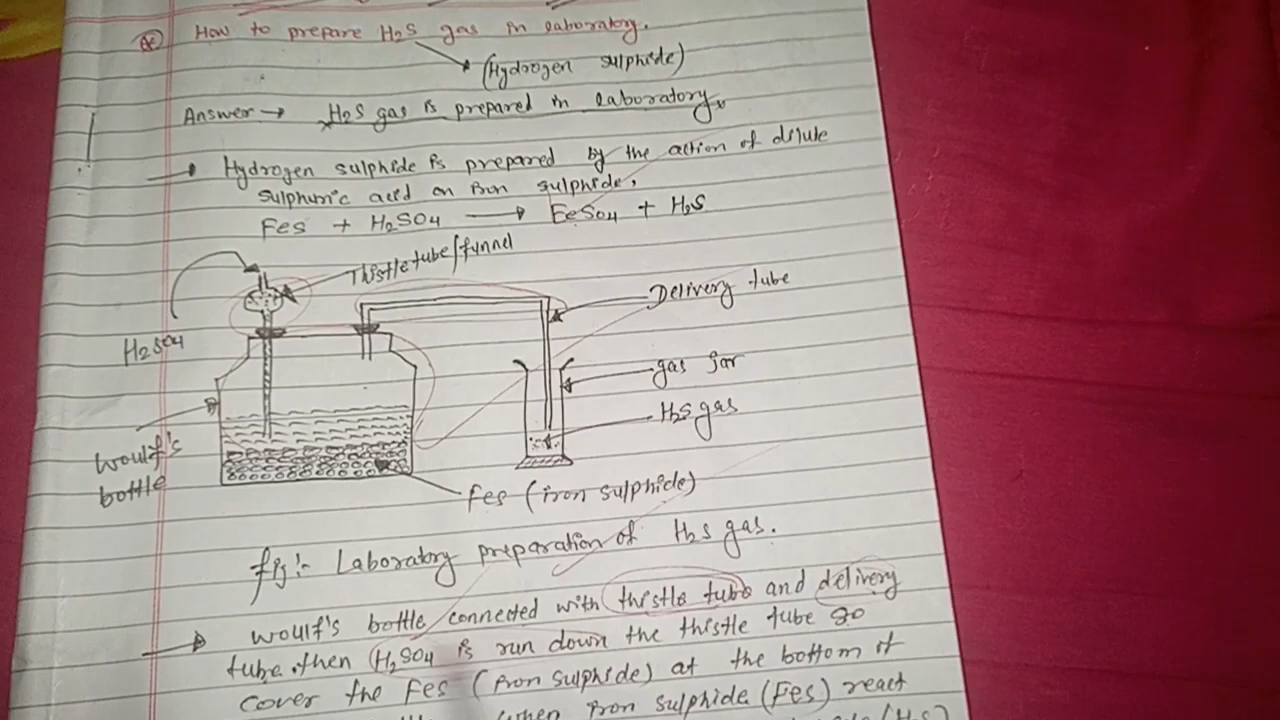 How to prepare H2S gas in laboratory.
(Hydrogen sulphide)
Answer → H2S gas is prepared in laboratory
→ Hydrogen sulphide is prepared by the action of dilute
sulphuric acid on iron sulphide,
FeS + H2SO4 → FeSO4 + H2S
Thistle tube/funnel
Delivery tube
H2SO4
gas jar
H2S gas
Woulf's
bottle
FeS (iron sulphide)
fig:- Laboratory preparation of H2S gas.
→ Woulf's bottle connected with thistle tube and delivery
tube. then H2SO4 is run down the thistle tube so
cover the FeS (iron sulphide) at the bottom of
when iron sulphide (FeS) react
(H2S)